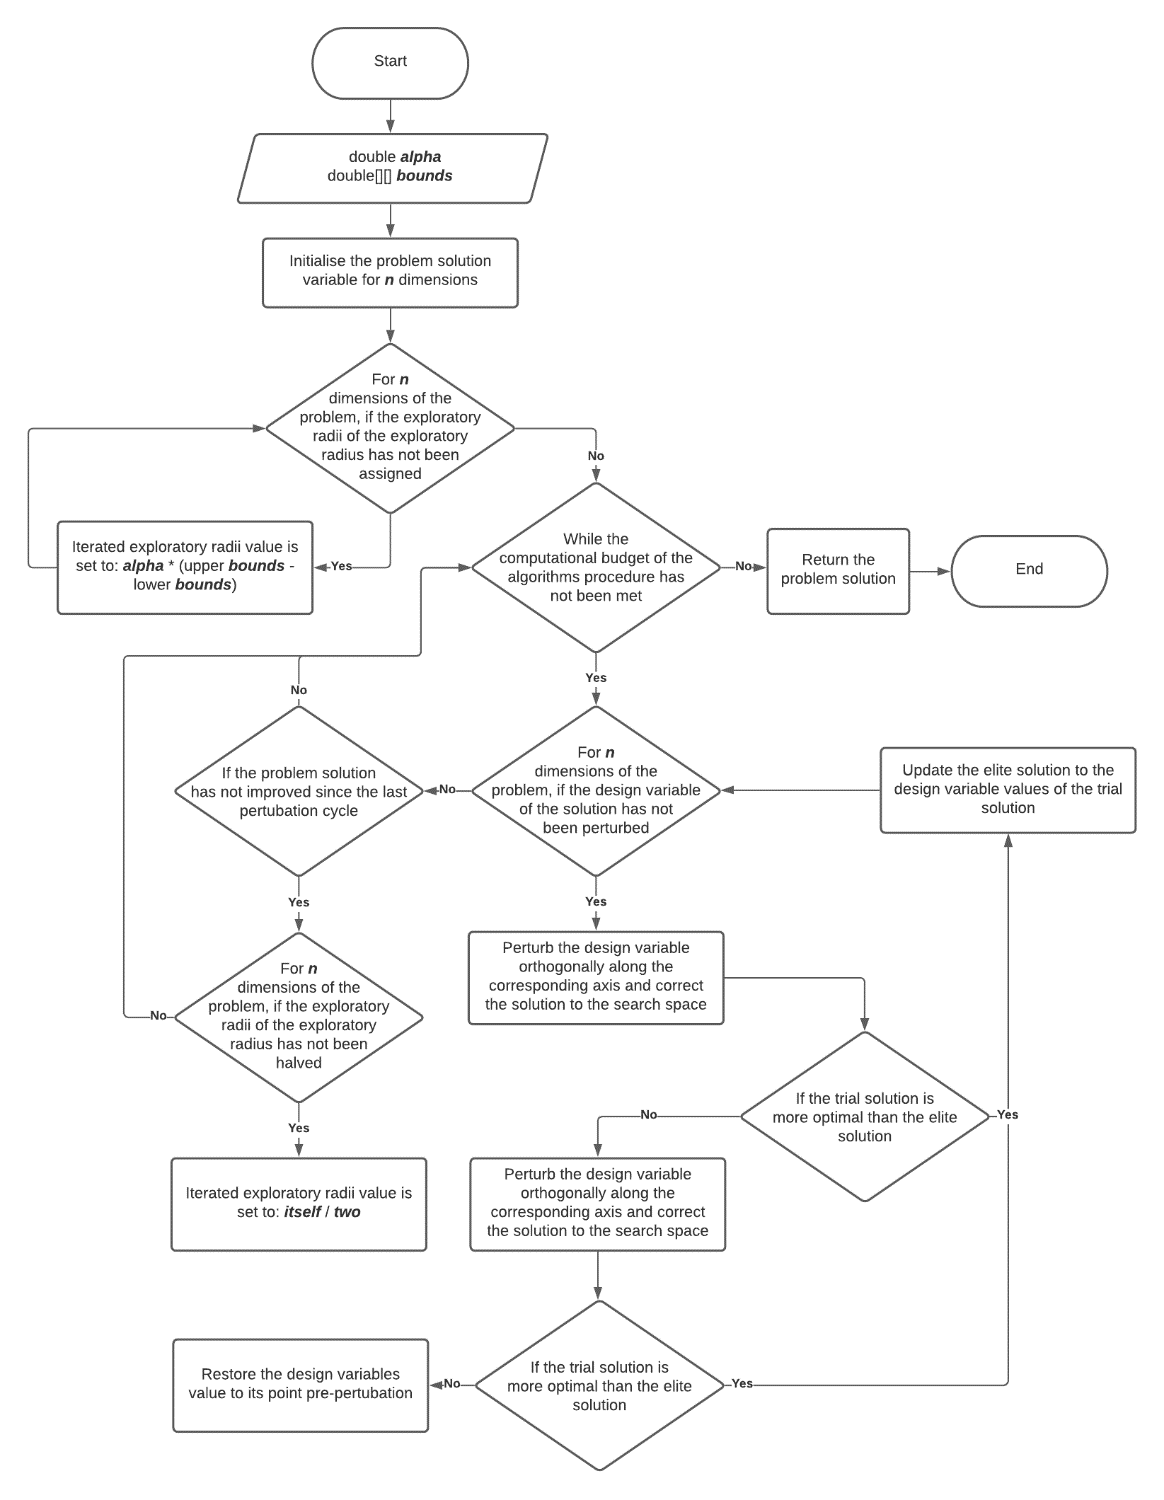 Start
double alpha
double[][] bounds
Initialise the problem solution
variable for n dimensions
For n
dimensions of the
problem, if the exploratory
radii of the exploratory
radius has not been
assigned
No
Yes
Iterated exploratory radii value is
set to: alpha * (upper bounds -
lower bounds)
While the
computational budget of the
algorithms procedure has
not been met
No
Return the
problem solution
End
Yes
No
If the problem solution
has not improved since the last
pertubation cycle
No
For n
dimensions of the
problem, if the design variable
of the solution has not
been perturbed
Update the elite solution to the
design variable values of the trial
solution
Yes
Yes
For n
dimensions of the
problem, if the exploratory
radii of the exploratory
radius has not been
halved
No
Perturb the design variable
orthogonally along the
corresponding axis and correct
the solution to the search space
If the trial solution is
more optimal than the elite
solution
Yes
No
Yes
Iterated exploratory radii value is
set to: itself / two
Perturb the design variable
orthogonally along the
corresponding axis and correct
the solution to the search space
If the trial solution is
more optimal than the elite
solution
Yes
No
Restore the design variables
value to its point pre-pertubation